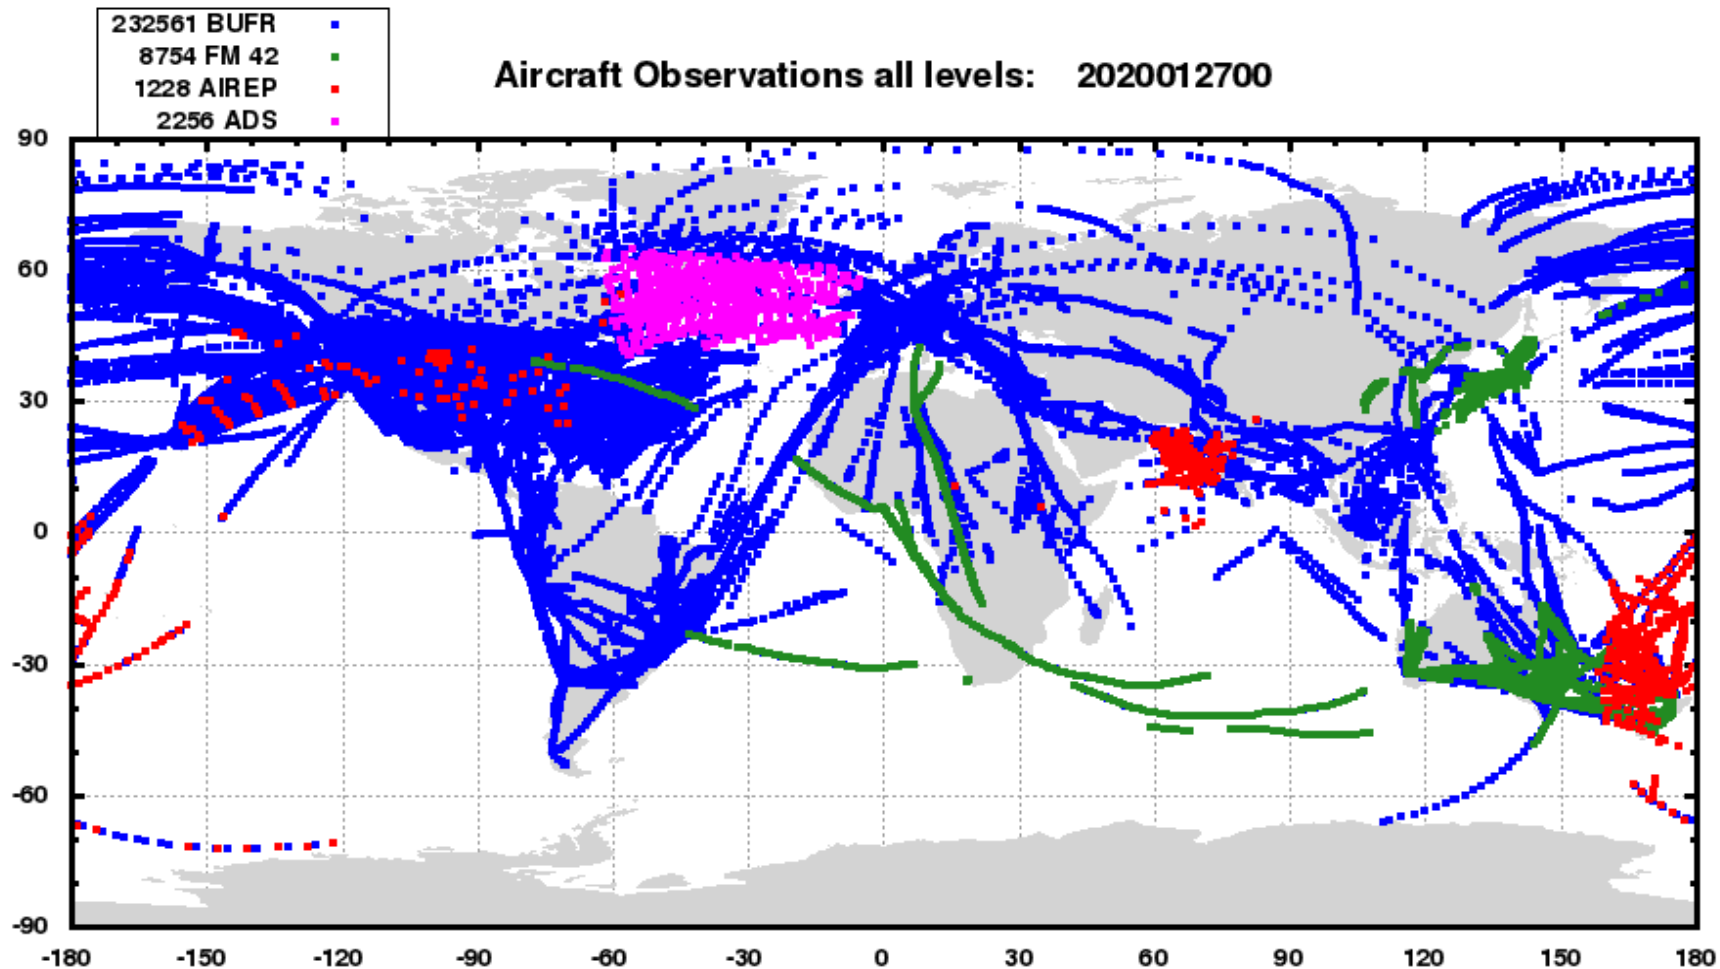 232561 BUFR
8754 FM 42
1228 AIREP
2256 ADS
Aircraft Observations all levels: 2020012700
90
60
30
0
-30
-60
-90
-180 -150 -120 -90 -60 -30 0 30 60 90 120 150 180